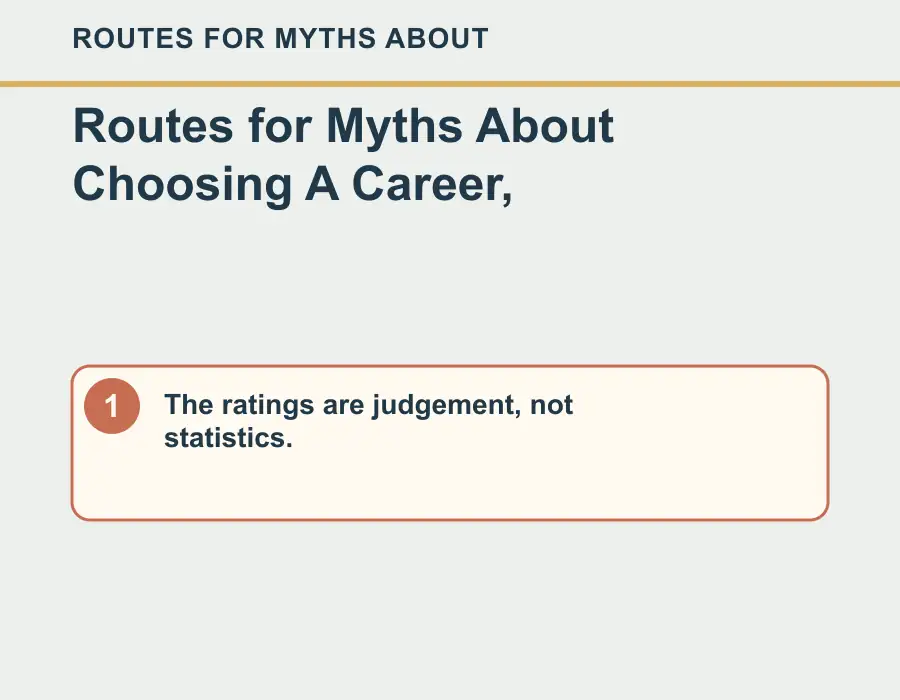 ROUTES FOR MYTHS ABOUT
Routes for Myths About
Choosing A Career,
1
The ratings are judgement, not
statistics.